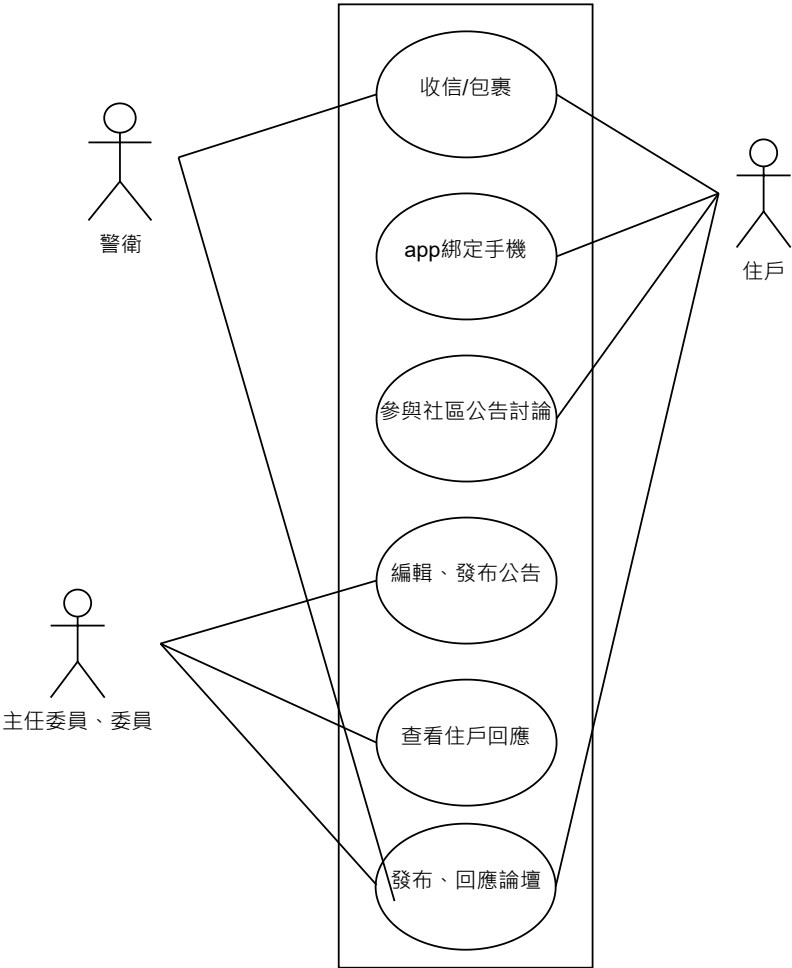 收信/包裹
警衛
app綁定手機
住戶
參與社區公告討論
編輯、發布公告
主任委員、委員
查看住戶回應
發布、回應論壇